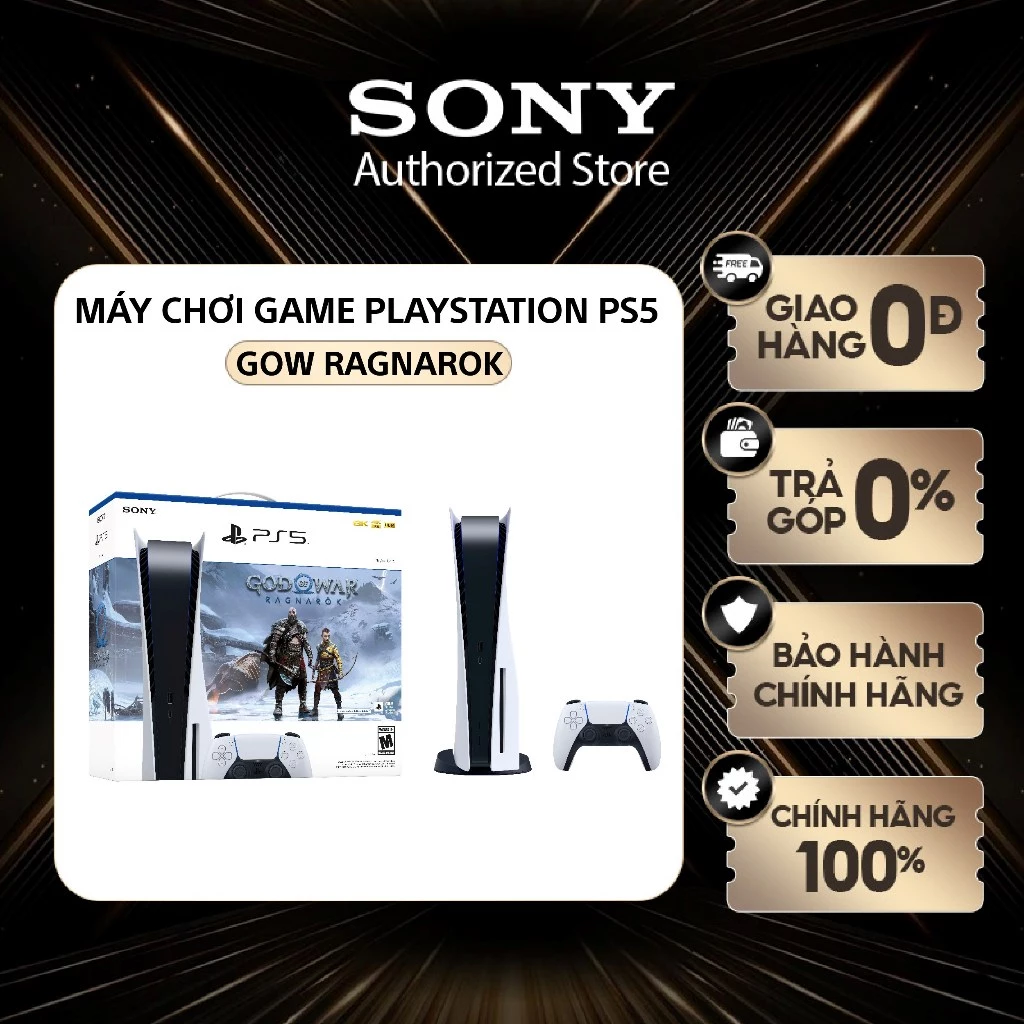 SONY
Authorized Store
MÁY CHƠI GAME PLAYSTATION PS5
GOW RAGNAROK
SONY
PS5
GOD OF WAR
RAGNARÖK
M
FREE
GIAO
HÀNG 0Đ
TRẢ
GÓP 0%
BẢO HÀNH
CHÍNH HÃNG
CHÍNH HÃNG
100%